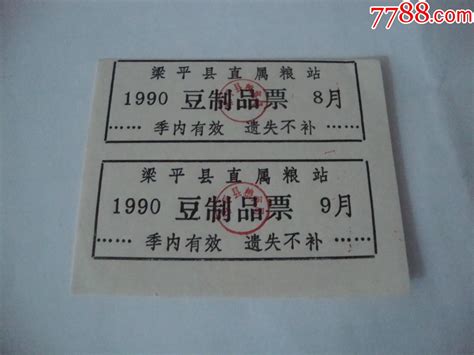 7788.com
梁平县直属粮站
1990 豆制品票 8月
……季内有效 遗失不补……
梁平县直属粮站
1990 豆制品票 9月
……季内有效 遗失不补……